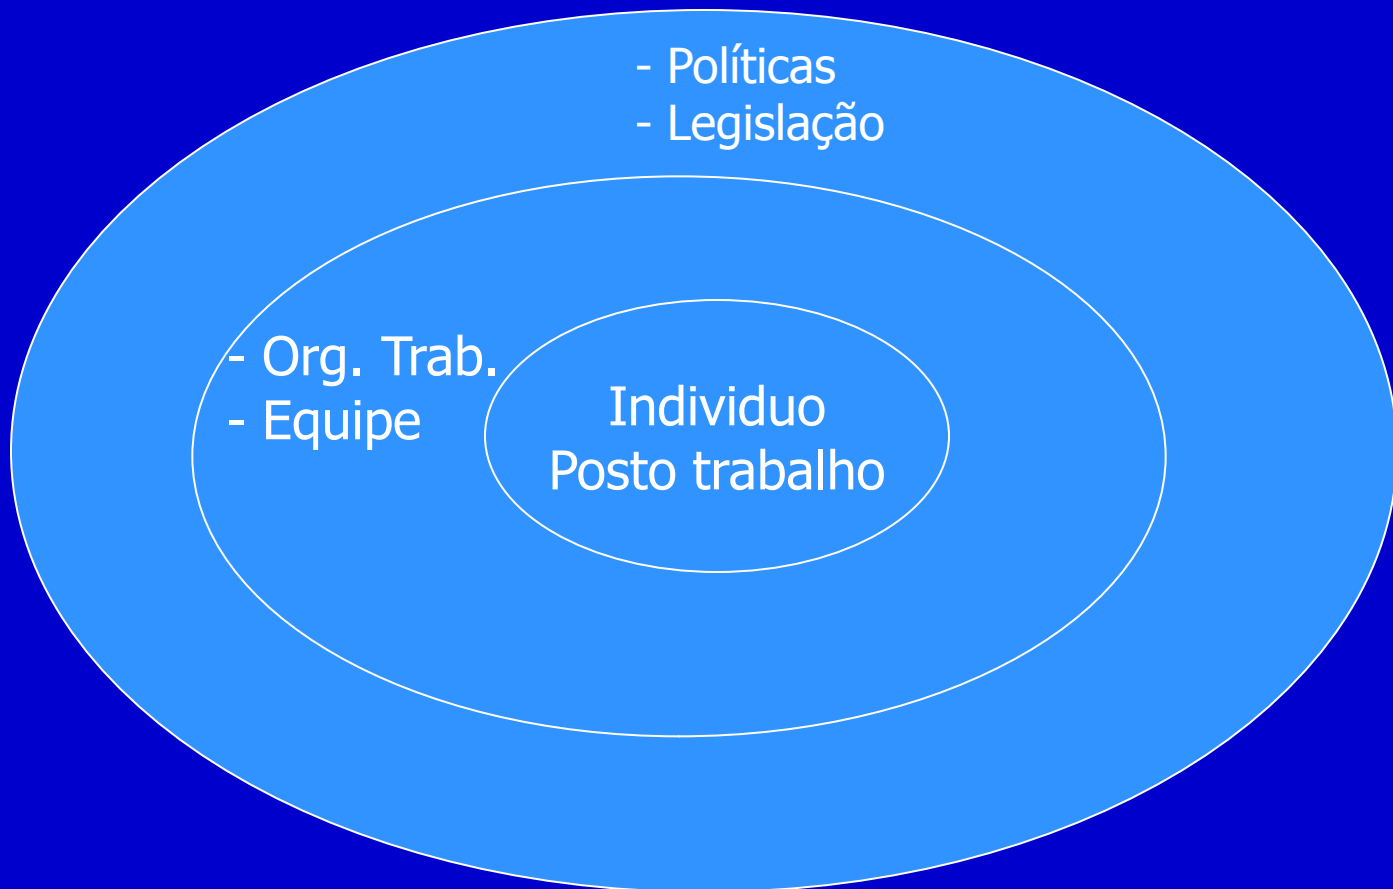 - Políticas
- Legislação
- Org. Trab.
- Equipe
Individuo
Posto trabalho